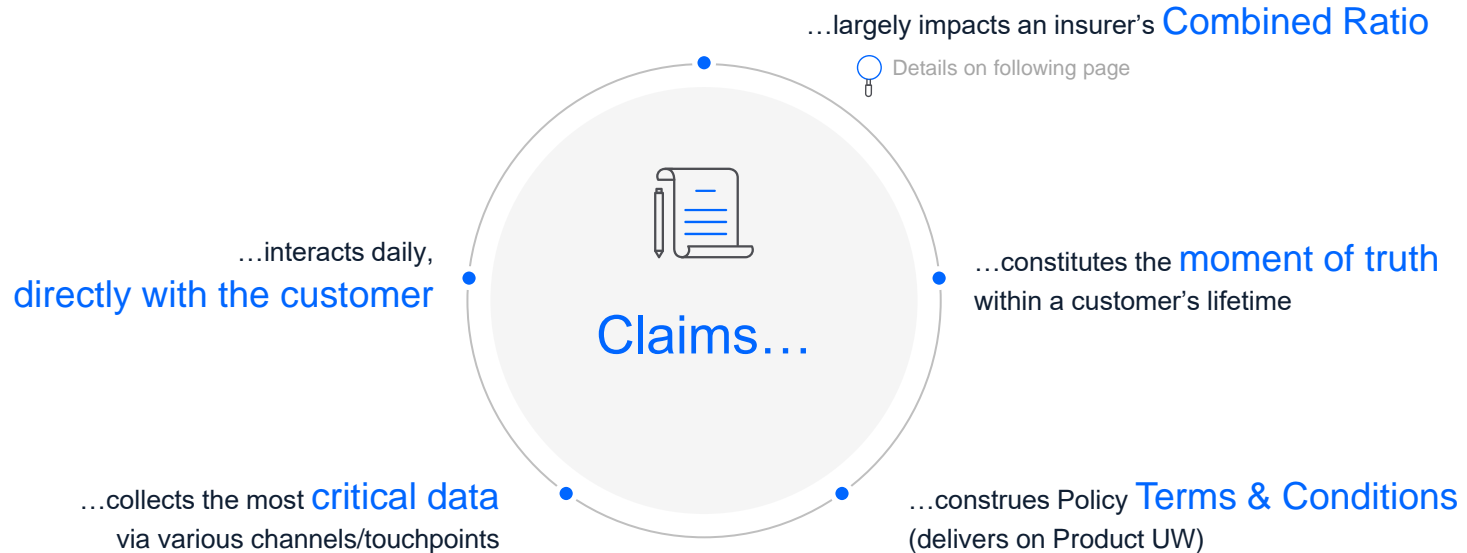 …largely impacts an insurer’s Combined Ratio
Details on following page
…interacts daily,
directly with the customer
…constitutes the moment of truth
within a customer’s lifetime
Claims…
…collects the most critical data
via various channels/touchpoints
…construes Policy Terms & Conditions
(delivers on Product UW)